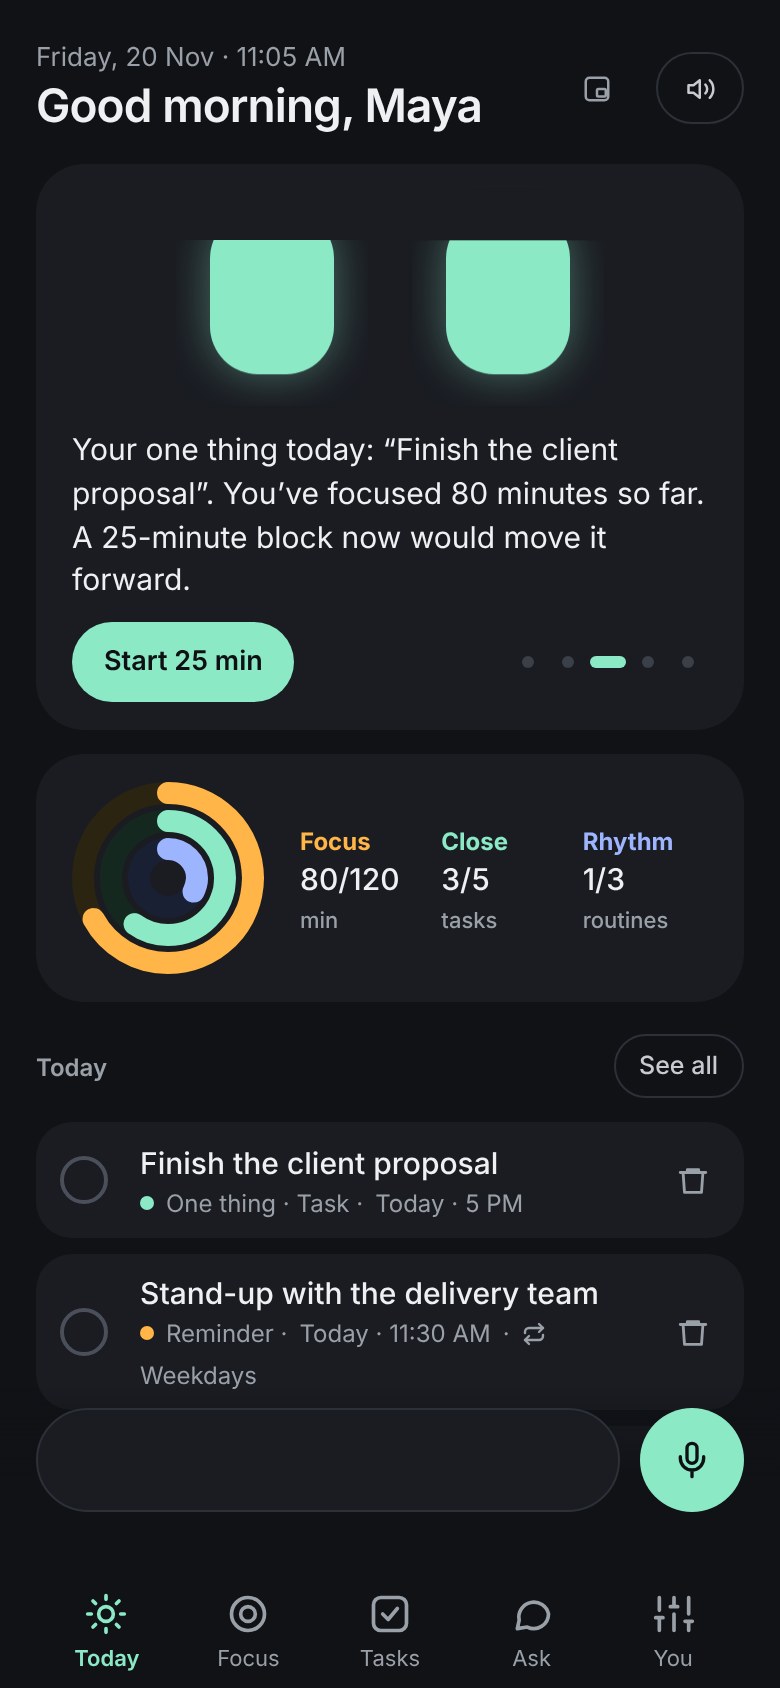 Friday, 20 Nov · 11:05 AM
Good morning, Maya
Your one thing today: “Finish the client
proposal”. You’ve focused 80 minutes so far.
A 25-minute block now would move it
forward.
Start 25 min
Focus
80/120
min
Close
3/5
tasks
Rhythm
1/3
routines
Today
See all
Finish the client proposal
One thing · Task · Today · 5 PM
Stand-up with the delivery team
Reminder · Today · 11:30 AM ·
Weekdays
Today
Focus
Tasks
Ask
You